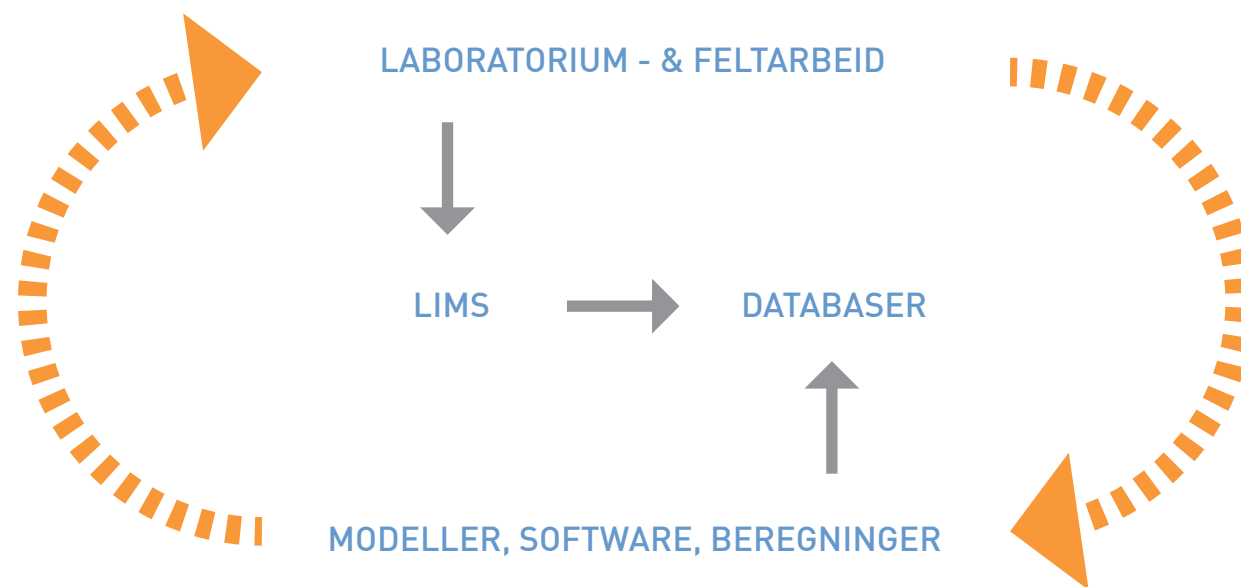 LABORATORIUM - & FELTARBEID
LIMS
DATABASER
MODELLER, SOFTWARE, BEREGNINGER